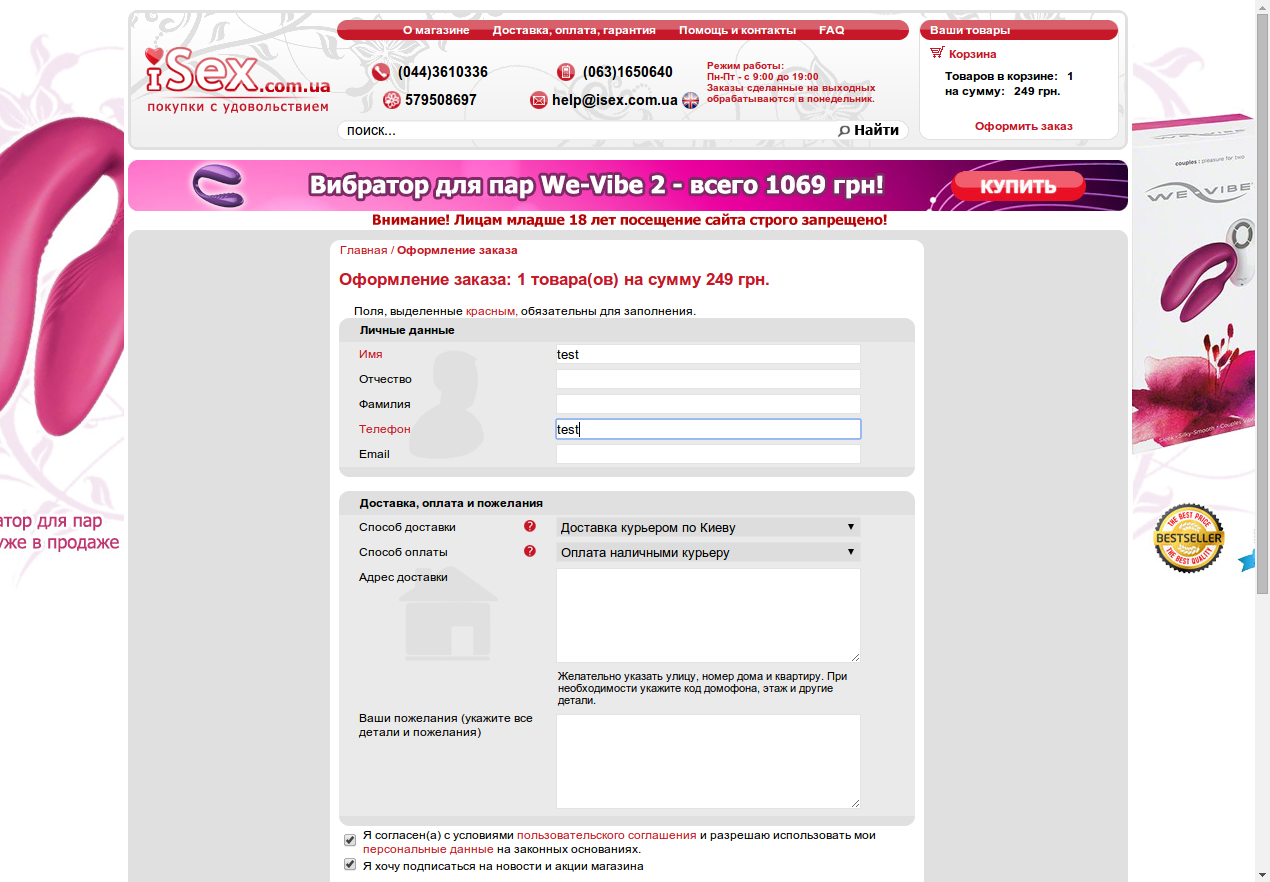 О магазине Доставка, оплата, гарантия Помощь и контакты FAQ
Ваши товары
iSex.com.ua
покупки с удовольствием
(044)3610336 (063)1650640
579508697 help@isex.com.ua
Режим работы:
Пн-Пт - с 9:00 до 19:00
Заказы сделанные на выходных
обрабатываются в понедельник.
поиск... Найти
Корзина
Товаров в корзине: 1
на сумму: 249 грн.
Оформить заказ
Вибратор для пар We-Vibe 2 - всего 1069 грн! КУПИТЬ
Внимание! Лицам младше 18 лет посещение сайта строго запрещено!
Главная / Оформление заказа
Оформление заказа: 1 товара(ов) на сумму 249 грн.
Поля, выделенные красным, обязательны для заполнения.
Личные данные
Имя test
Отчество
Фамилия
Телефон test
Email
Доставка, оплата и пожелания
Способ доставки ? Доставка курьером по Киеву
Способ оплаты ? Оплата наличными курьеру
Адрес доставки
Желательно указать улицу, номер дома и квартиру. При
необходимости укажите код домофона, этаж и другие
детали.
Ваши пожелания (укажите все
детали и пожелания)
Я согласен(а) с условиями пользовательского соглашения и разрешаю использовать мои
персональные данные на законных основаниях.
Я хочу подписаться на новости и акции магазина
атор для пар
уже в продаже
couples : pleasure for two
WE-VIBE
THE BEST PRICE
BESTSELLER
THE BEST QUALITY